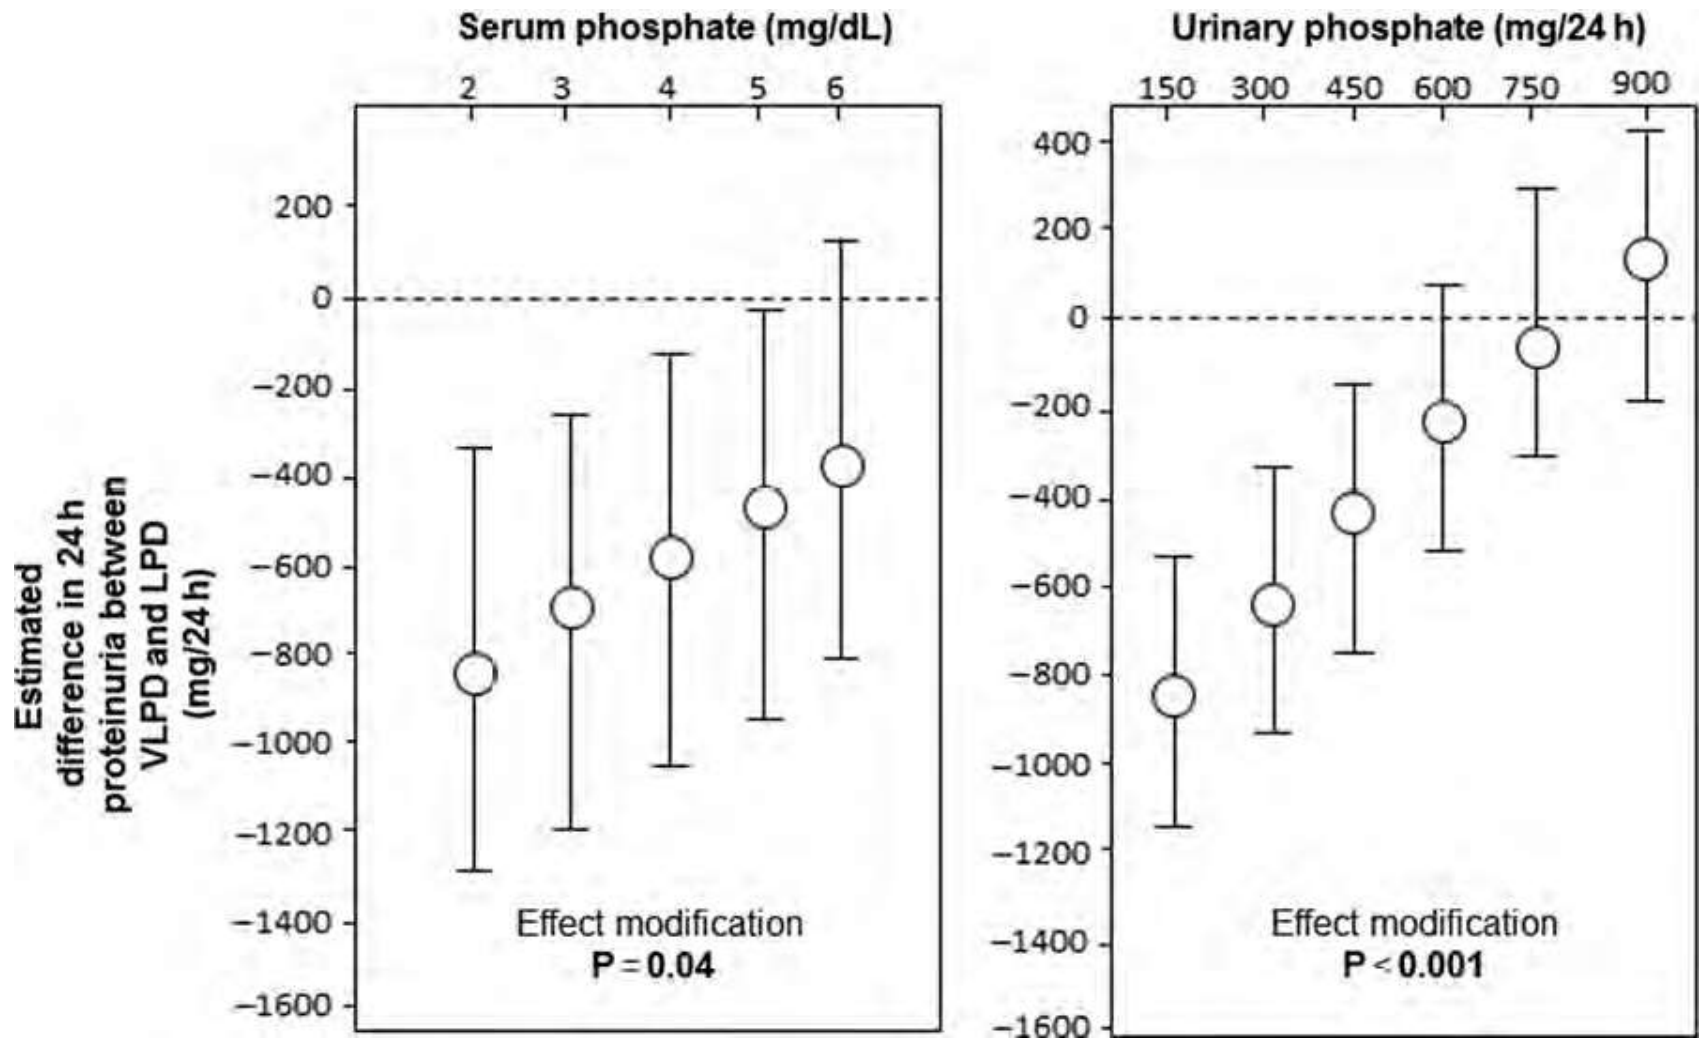 Serum phosphate (mg/dL)
2 3 4 5 6
200
0
−200
−400
−600
−800
−1000
−1200
−1400
−1600
Estimated
difference in 24 h
proteinuria between
VLPD and LPD
(mg/24 h)
Effect modification
P = 0.04
Urinary phosphate (mg/24 h)
150 300 450 600 750 900
400
200
0
−200
−400
−600
−800
−1000
−1200
−1400
−1600
Effect modification
P < 0.001